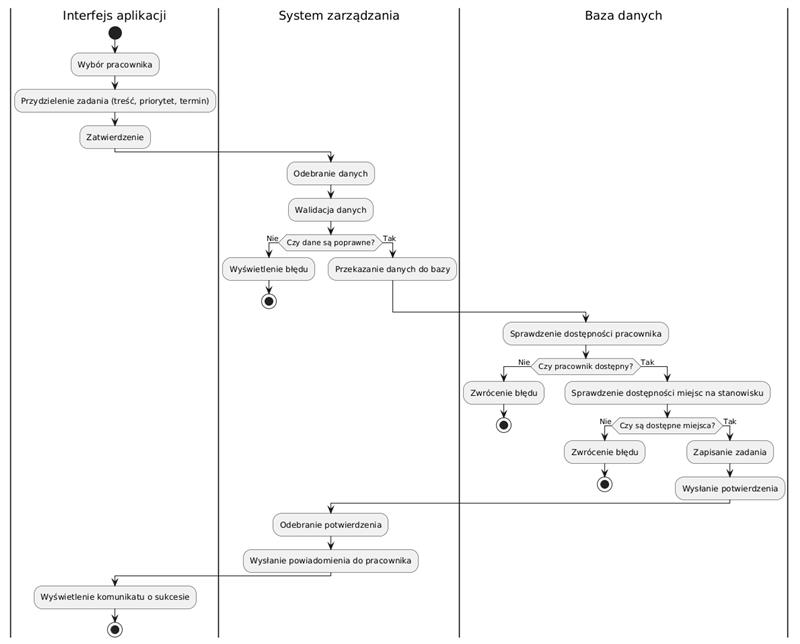 Interfejs aplikacji
System zarządzania
Baza danych
Wybór pracownika
Przydzielenie zadania (treść, priorytet, termin)
Zatwierdzenie
Odebranie danych
Walidacja danych
Nie
Czy dane są poprawne?
Tak
Wyświetlenie błędu
Przekazanie danych do bazy
Sprawdzenie dostępności pracownika
Nie
Czy pracownik dostępny?
Tak
Zwrócenie błędu
Sprawdzenie dostępności miejsc na stanowisku
Nie
Czy są dostępne miejsca?
Tak
Zwrócenie błędu
Zapisanie zadania
Wysłanie potwierdzenia
Odebranie potwierdzenia
Wysłanie powiadomienia do pracownika
Wyświetlenie komunikatu o sukcesie